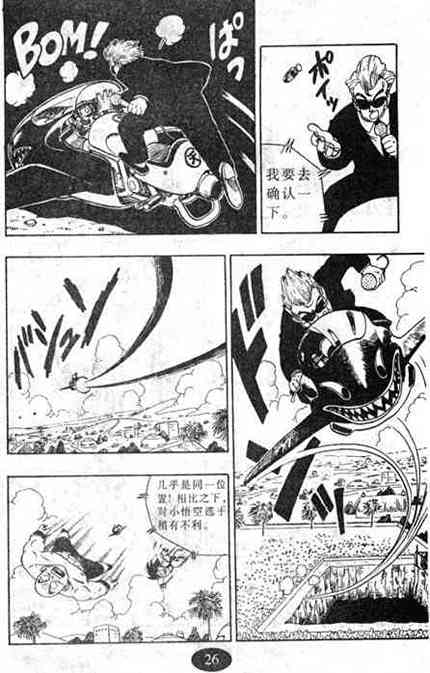 ポイッ
我要去
确认一
下。
BOM!
ぱっ
バシュン
几乎是同一位
置!相比之下,
对小悟空选手
稍有不利。
26